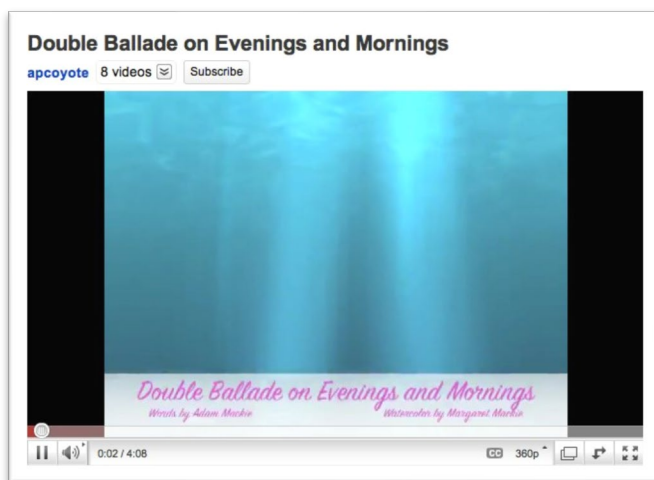 Double Ballade on Evenings and Mornings
apcoyote 8 videos Subscribe
Double Ballade on Evenings and Mornings
Words by Adam Mackie Watercolor by Margaret Mackie
0:02 / 4:08 CC 360p